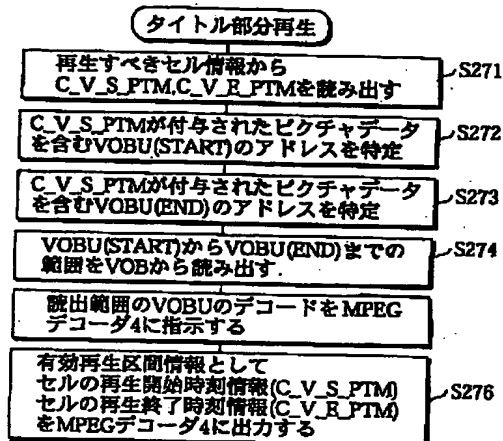 タイトル部分再生
再生すべきセル情報から
C_V_S_PTM,C_V_E_PTMを読み出す
S271
C_V_S_PTMが付与されたピクチャデータ
を含むVOBU(START)のアドレスを特定
S272
C_V_S_PTMが付与されたピクチャデータ
を含むVOBU(END)のアドレスを特定
S273
VOBU(START)からVOBU(END)までの
範囲をVOBから読み出す.
S274
読出範囲のVOBUのデコードをMPEG
デコーダ4に指示する
有効再生区間情報として
セルの再生開始時刻情報(C_V_S_PTM)
セルの再生終了時刻情報(C_V_E_PTM)
をMPEGデコーダ4に出力する
S276